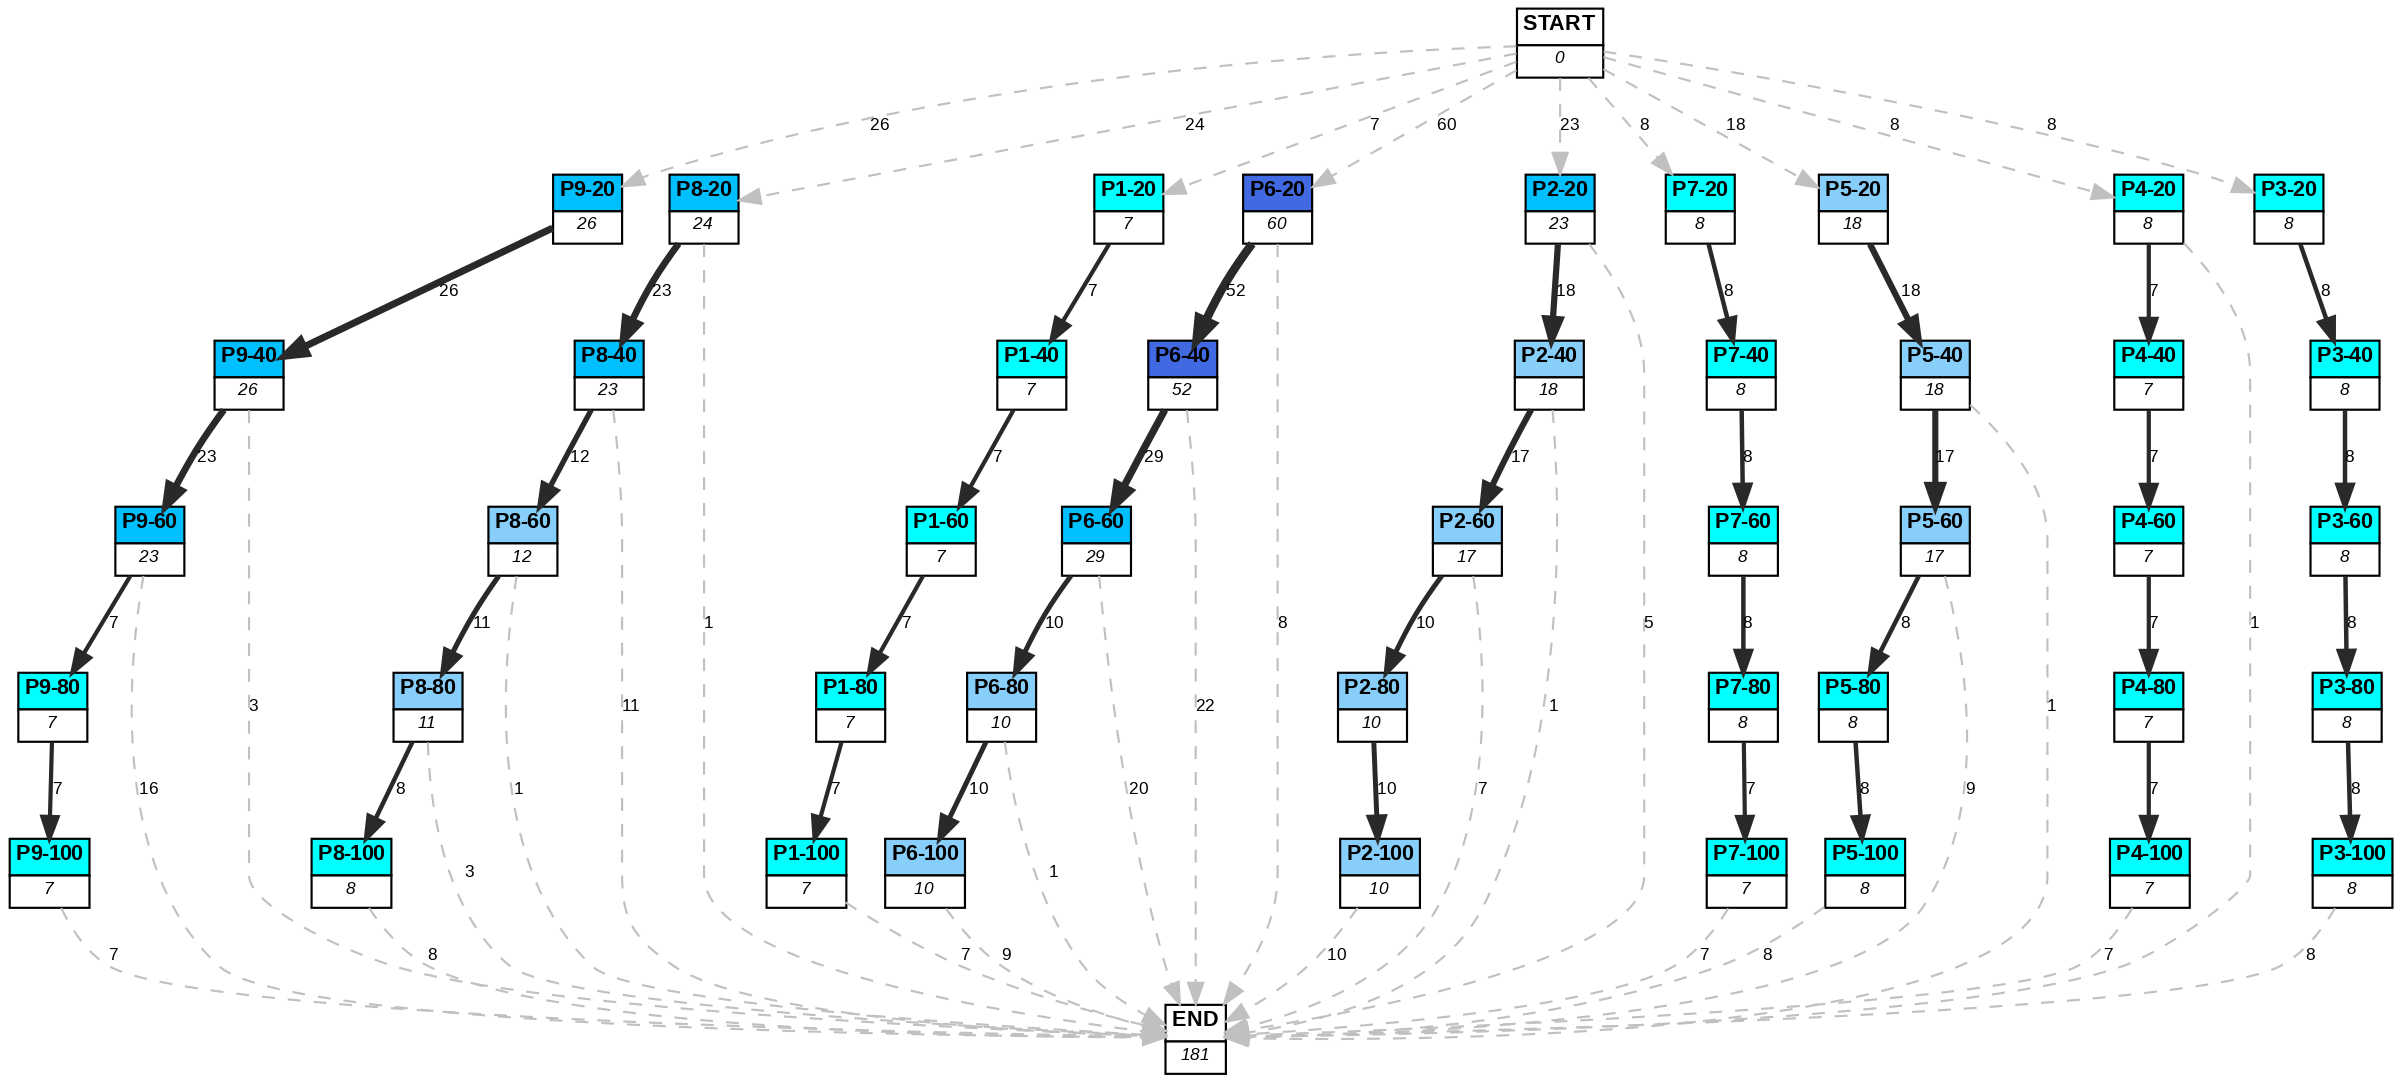 START
0
26
24
7
60
23
8
18
8
8
P9-20
26
P8-20
24
P1-20
7
P6-20
60
P2-20
23
P7-20
8
P5-20
18
P4-20
8
P3-20
8
26
23
7
52
18
8
18
7
8
P9-40
26
P8-40
23
P1-40
7
P6-40
52
P2-40
18
P7-40
8
P5-40
18
P4-40
7
P3-40
8
23
12
7
29
17
8
17
7
8
P9-60
23
P8-60
12
P1-60
7
P6-60
29
P2-60
17
P7-60
8
P5-60
17
P4-60
7
P3-60
8
7
11
1
7
10
8
10
1
5
8
8
7
1
8
P9-80
7
P8-80
11
P1-80
7
P6-80
10
P2-80
10
P7-80
8
P5-80
8
P4-80
7
P3-80
8
3
11
22
1
1
7
16
8
3
1
7
10
20
10
7
7
8
9
7
8
P9-100
7
P8-100
8
P1-100
7
P6-100
10
P2-100
10
P7-100
7
P5-100
8
P4-100
7
P3-100
8
7
8
7
9
10
7
8
7
8
END
181